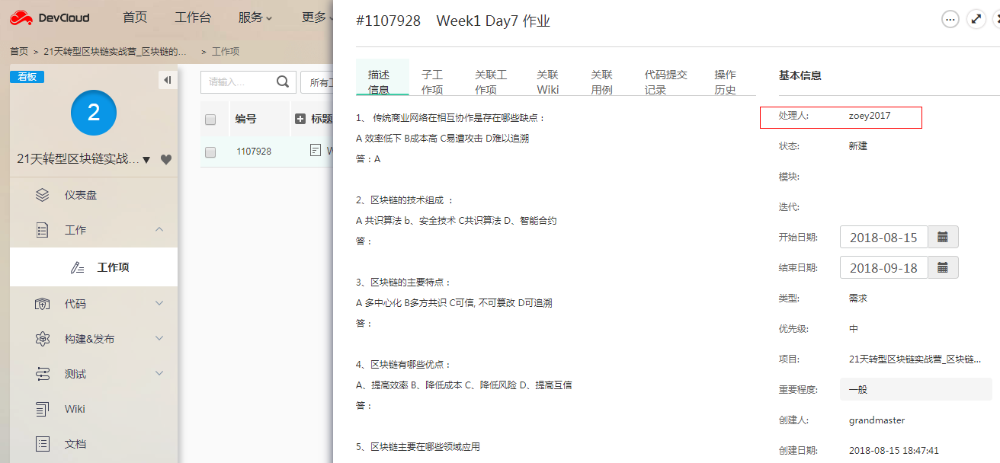 DevCloud 首页 工作台 服务 更多
首页 > 21天转型区块链实战营_区块链的... > 工作项
看板
2
21天转型区块链实战...
仪表盘
工作
工作项
代码
构建&发布
测试
Wiki
文档
请输入...
编号 标题
1107928
#1107928 Week1 Day7 作业
描述信息 子工作项 关联工作项 关联Wiki 关联用例 代码提交记录 操作历史
1、 传统商业网络在相互协作是存在哪些缺点：
A 效率低下 B成本高 C易遭攻击 D难以追溯
答：A
2、区块链的技术组成 ：
A 共识算法 b、安全技术 C共识算法 D、智能合约
答：
3、区块链的主要特点：
A 多中心化 B多方共识 C可信, 不可篡改 D可追溯
答：
4、区块链有哪些优点：
A、提高效率 B、降低成本 C、降低风险 D、提高互信
答：
5、区块链主要在哪些领域应用
基本信息
处理人: zoey2017
状态: 新建
模块:
迭代:
开始日期: 2018-08-15
结束日期: 2018-09-18
类型: 需求
优先级: 中
项目: 21天转型区块链实战营_区块链...
重要程度: 一般
创建人: grandmaster
创建日期: 2018-08-15 18:47:41